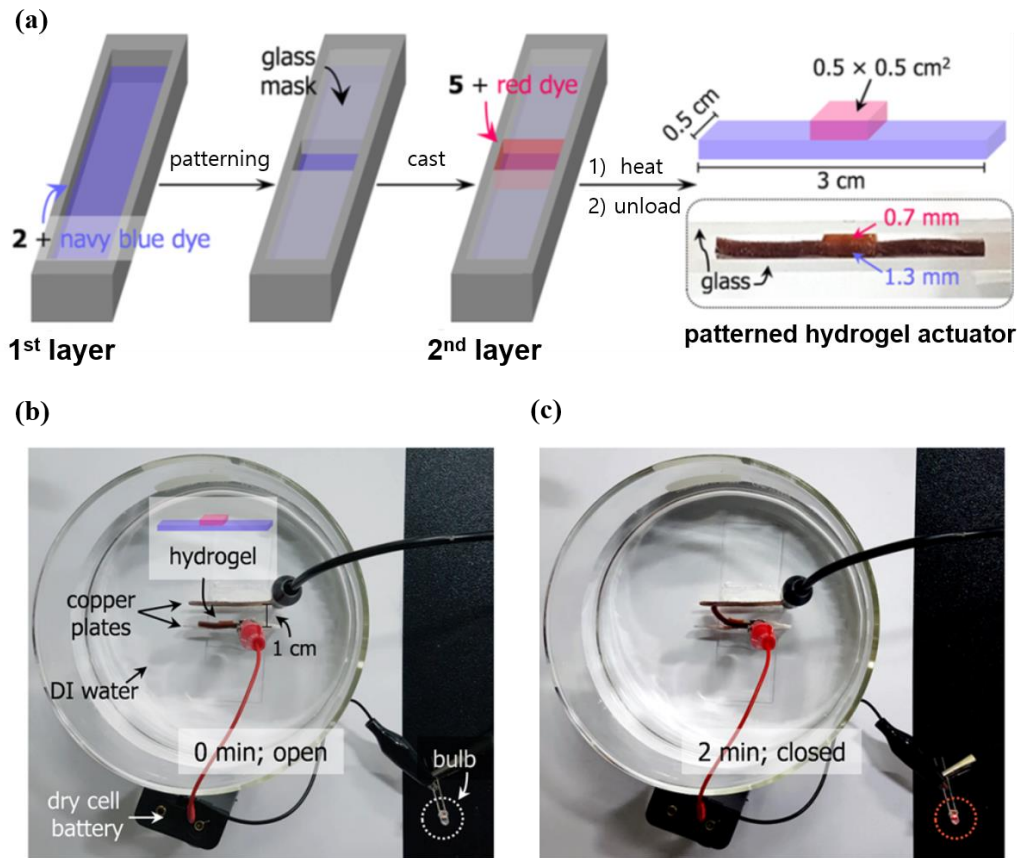 (a)
glass
mask
5 + red dye
0.5 × 0.5 cm²
0.5 cm
patterning
cast
1) heat
2) unload
3 cm
2 + navy blue dye
0.7 mm
glass
1.3 mm
1st layer
2nd layer
patterned hydrogel actuator
(b)
(c)
hydrogel
copper
plates
1 cm
DI water
0 min; open
bulb
dry cell
battery
2 min; closed